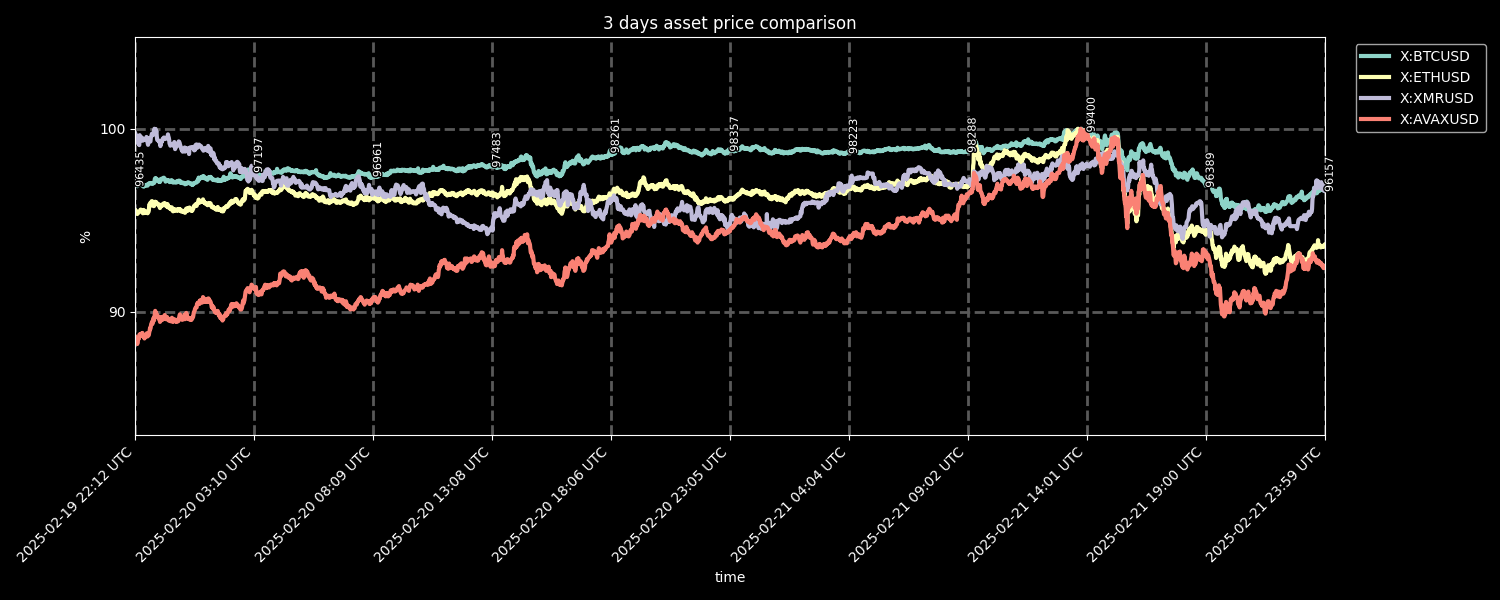 3 days asset price comparison
X:BTCUSD
X:ETHUSD
X:XMRUSD
X:AVAXUSD
100
90
%
96435
97197
96961
97483
98261
98357
98223
98288
99400
96389
96157
2025-02-19 22:12 UTC
2025-02-20 03:10 UTC
2025-02-20 08:09 UTC
2025-02-20 13:08 UTC
2025-02-20 18:06 UTC
2025-02-20 23:05 UTC
2025-02-21 04:04 UTC
2025-02-21 09:02 UTC
2025-02-21 14:01 UTC
2025-02-21 19:00 UTC
2025-02-21 23:59 UTC
time